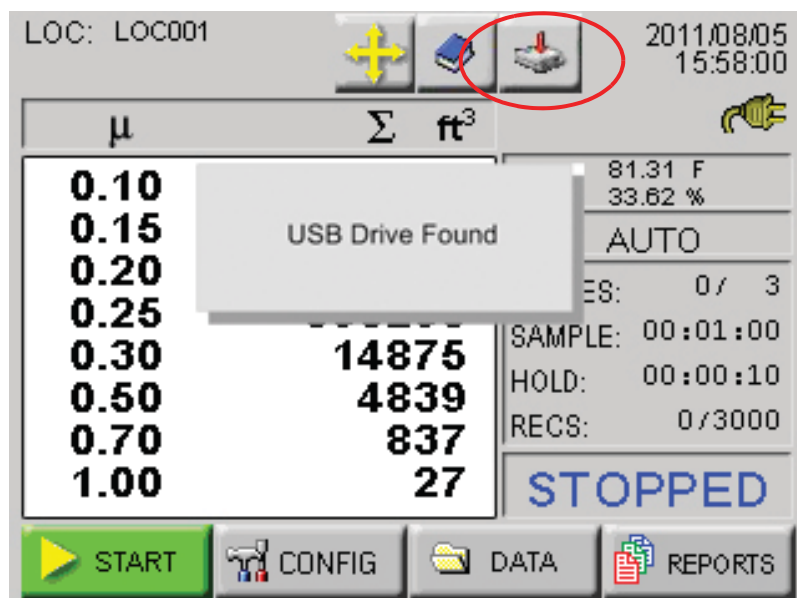 LOC: LOC001
2011/08/05
15:58:00
μ Σ ft³
81.31 F
33.62 %
AUTO
USB Drive Found
0.10
0.15
0.20
0.25
0.30 14875
0.50 4839
0.70 837
1.00 27
0/ 3
SAMPLE: 00:01:00
HOLD: 00:00:10
RECS: 0/3000
STOPPED
START
CONFIG
DATA
REPORTS